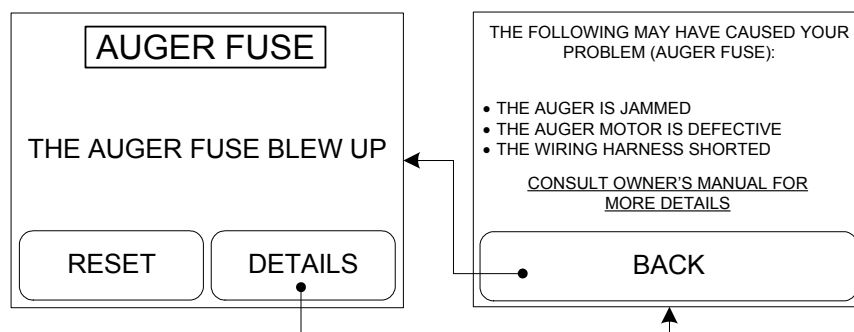 AUGER FUSE
THE AUGER FUSE BLEW UP
RESET
DETAILS
THE FOLLOWING MAY HAVE CAUSED YOUR
PROBLEM (AUGER FUSE):
• THE AUGER IS JAMMED
• THE AUGER MOTOR IS DEFECTIVE
• THE WIRING HARNESS SHORTED
CONSULT OWNER'S MANUAL FOR
MORE DETAILS
BACK